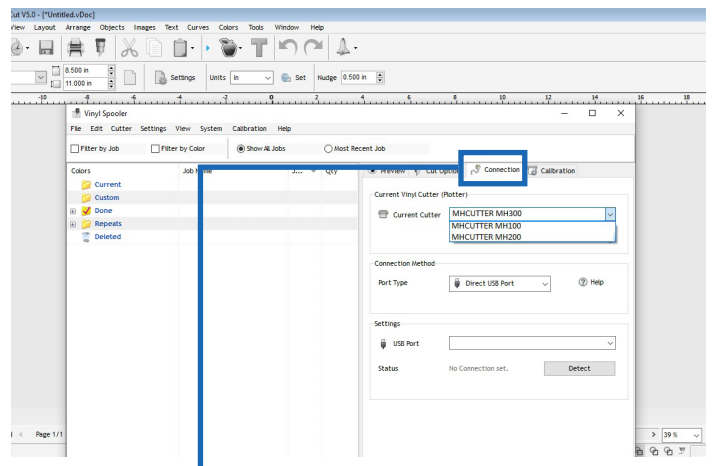 Cut V5.0 - ["Untitled.vDoc]
View Layout Arrange Objects Images Text Curves Colors Tools Window Help
8.500 in
11.000 in
Settings Units In Set Nudge 0.500 in
-10 -8 -6 -4 -2 0 2 4 6 8 10 12 14 16 18
Vinyl Spooler
File Edit Cutter Settings View System Calibration Help
Filter by Job Filter by Color Show All Jobs Most Recent Job
Colors Job Name J... Qty
Preview Cut Option Connection Calibration
Current
Custom
Done
Repeats
Deleted
Current Vinyl Cutter (Plotter)
Current Cutter MHCUTTER MH300
MHCUTTER MH100
MHCUTTER MH200
Connection Method
Port Type Direct USB Port Help
Settings
USB Port
Status No Connection set. Detect
Page 1/1
39 %